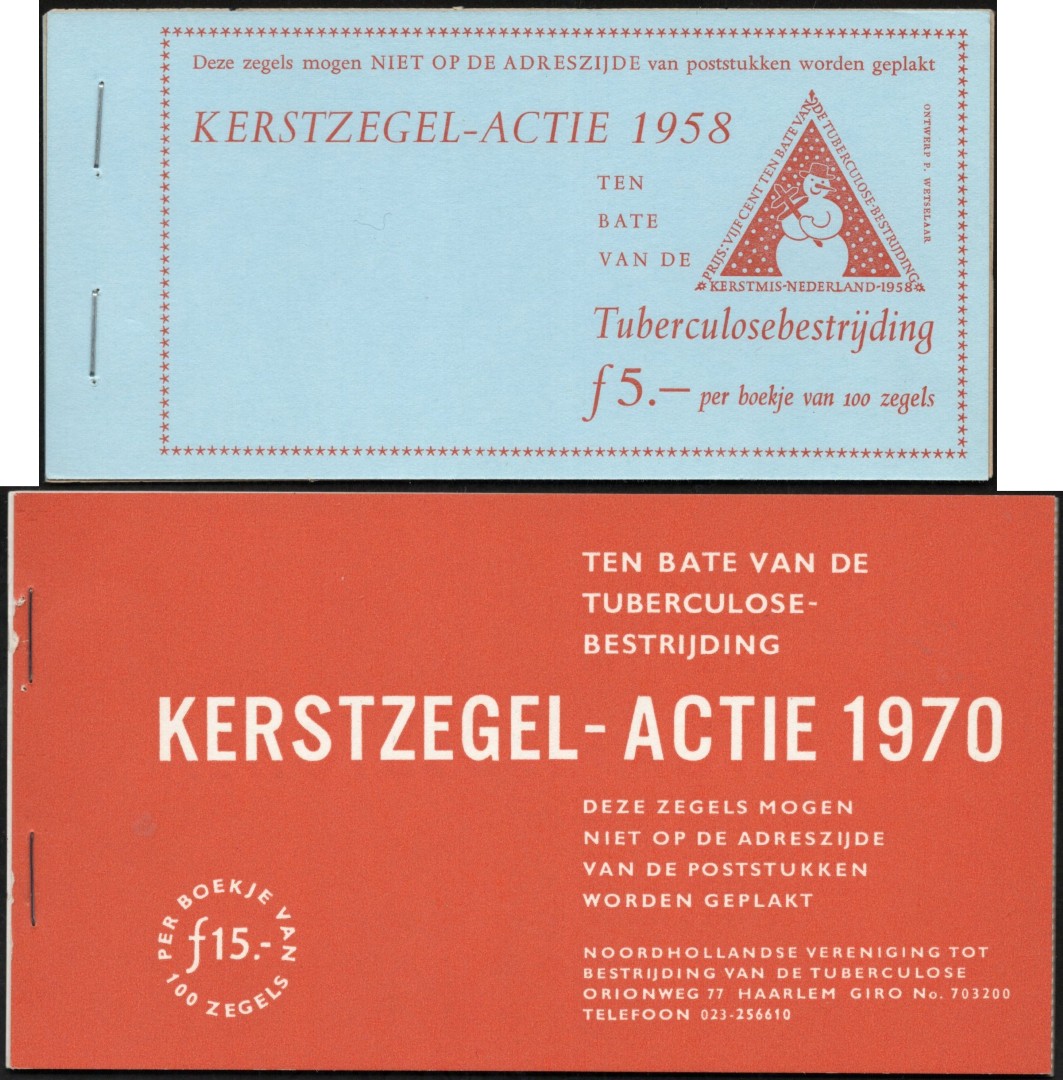 Deze zegels mogen NIET OP DE ADRESZIJDE van poststukken worden geplakt
KERSTZEGEL-ACTIE 1958
TEN
BATE
VAN DE
PRIJS: VIJFCENT TEN BATE VAN DE TUBERCULOSE-BESTRIJDING
KERSTMIS-NEDERLAND-1958
ONTWERP P. WETSELAAR
Tuberculosebestrijding
f 5.— per boekje van 100 zegels
TEN BATE VAN DE
TUBERCULOSE-
BESTRIJDING
KERSTZEGEL-ACTIE 1970
DEZE ZEGELS MOGEN
NIET OP DE ADRESZIJDE
VAN DE POSTSTUKKEN
WORDEN GEPLAKT
PER BOEKJE VAN
f15.-
100 ZEGELS
NOORDHOLLANDSE VERENIGING TOT
BESTRIJDING VAN DE TUBERCULOSE
ORIONWEG 77 HAARLEM GIRO No. 703200
TELEFOON 023-256610